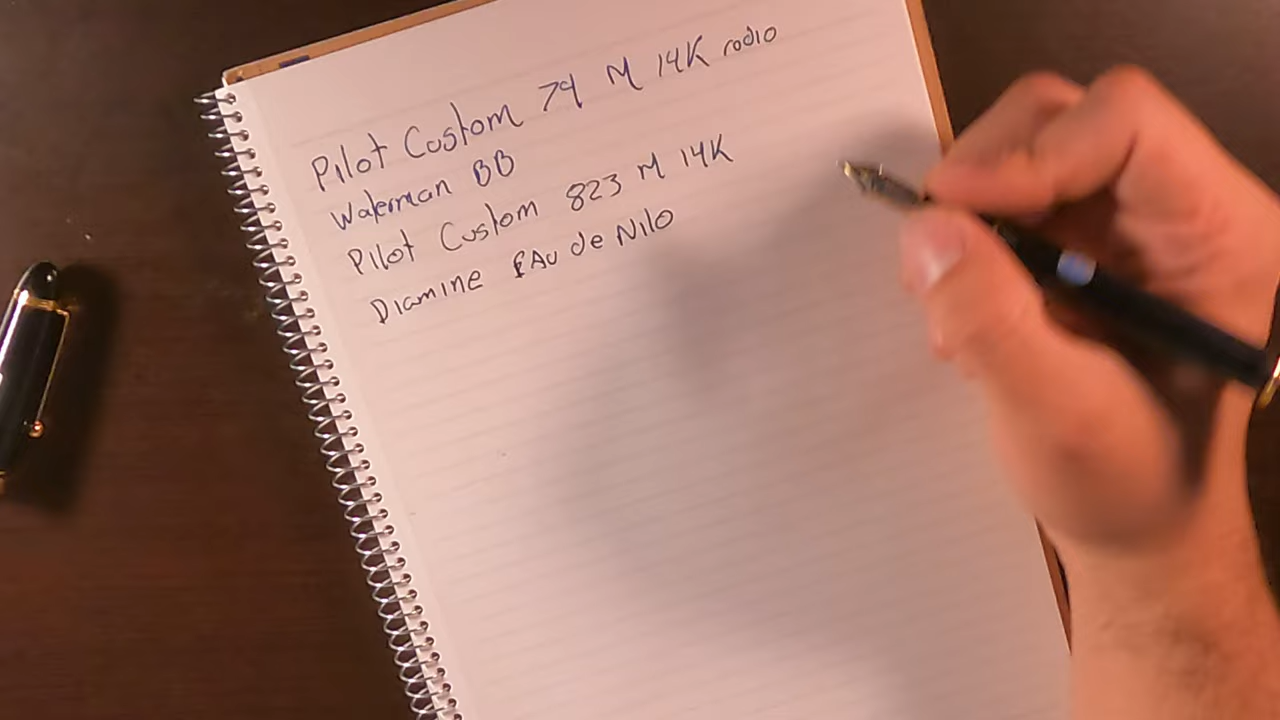 Pilot Custom 74 M 14K rodio
Waterman BB
Pilot Custom 823 M 14K
Diamine EAu de Nilo